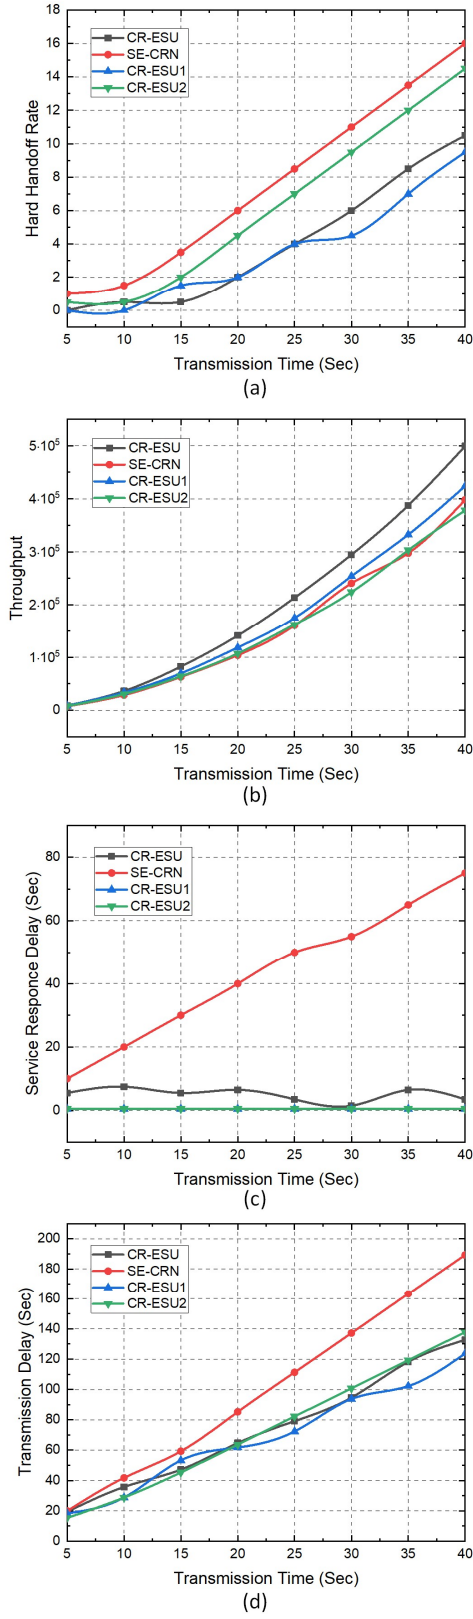 18
16
14
12
10
8
6
4
2
0
Hard Handoff Rate
CR-ESU
SE-CRN
CR-ESU1
CR-ESU2
5 10 15 20 25 30 35 40
Transmission Time (Sec)
(a)
5·10⁵
4·10⁵
3·10⁵
2·10⁵
1·10⁵
0
Throughput
CR-ESU
SE-CRN
CR-ESU1
CR-ESU2
5 10 15 20 25 30 35 40
Transmission Time (Sec)
(b)
80
60
40
20
0
Service Responce Delay (Sec)
CR-ESU
SE-CRN
CR-ESU1
CR-ESU2
5 10 15 20 25 30 35 40
Transmission Time (Sec)
(c)
200
180
160
140
120
100
80
60
40
20
0
Transmission Delay (Sec)
CR-ESU
SE-CRN
CR-ESU1
CR-ESU2
5 10 15 20 25 30 35 40
Transmission Time (Sec)
(d)